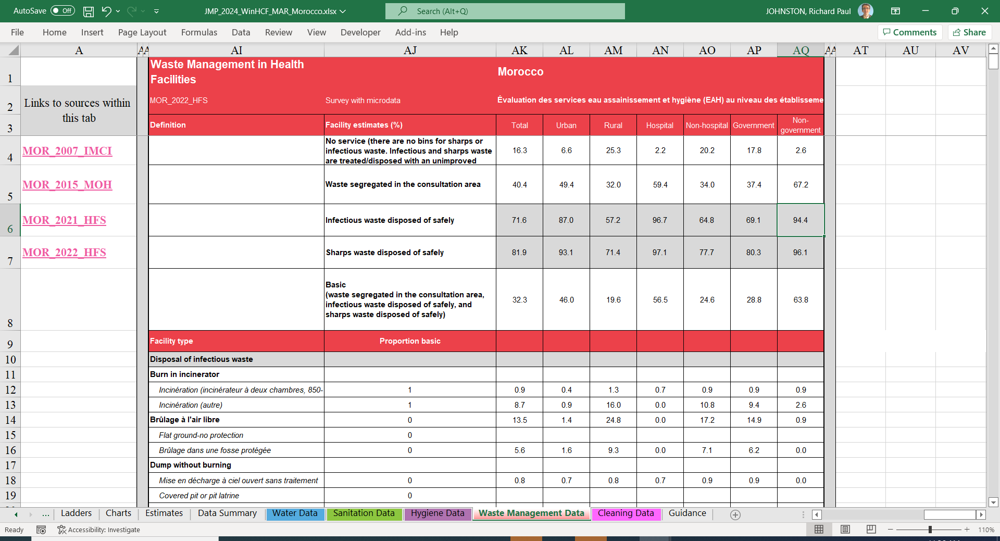 AutoSave Off JMP_2024_WinHCF_MAR_Morocco.xlsx Search (Alt+Q) JOHNSTON, Richard Paul
File Home Insert Page Layout Formulas Data Review View Developer Add-ins Help Comments Share
A AI AJ AK AL AM AN AO AP AQ AT AU AV
1 Waste Management in Health
Facilities Morocco
2 Links to sources within
this tab MOR_2022_HFS Survey with microdata Évaluation des services eau assainissement et hygiène (EAH) au niveau des établisseme
3 Definition Facility estimates (%) Total Urban Rural Hospital Non-hospital Government Non-
government
4 MOR_2007_IMCI No service (there are no bins for sharps or
infectious waste. Infectious and sharps waste 16.3 6.6 25.3 2.2 20.2 17.8 2.6
are treated/disposed with an unimproved
5 MOR_2015_MOH Waste segregated in the consultation area 40.4 49.4 32.0 59.4 34.0 37.4 67.2
6 MOR_2021_HFS Infectious waste disposed of safely 71.6 87.0 57.2 96.7 64.8 69.1 94.4
7 MOR_2022_HFS Sharps waste disposed of safely 81.9 93.1 71.4 97.1 77.7 80.3 96.1
8 Basic
(waste segregated in the consultation area,
infectious waste disposed of safely, and
sharps waste disposed of safely) 32.3 46.0 19.6 56.5 24.6 28.8 63.8
9 Facility type Proportion basic
10 Disposal of infectious waste
11 Burn in incinerator
12 Incinération (incinérateur à deux chambres, 850- 1 0.9 0.4 1.3 0.7 0.9 0.9 0.9
13 Incinération (autre) 1 8.7 0.9 16.0 0.0 10.8 9.4 2.6
14 Brûlage à l'air libre 0 13.5 1.4 24.8 0.0 17.2 14.9 0.9
15 Flat ground-no protection 0
16 Brûlage dans une fosse protégée 0 5.6 1.6 9.3 0.0 7.1 6.2 0.0
17 Dump without burning
18 Mise en décharge à ciel ouvert sans traitement 0 0.8 0.7 0.8 0.7 0.9 0.9 0.0
19 Covered pit or pit latrine 0
... Ladders Charts Estimates Data Summary Water Data Sanitation Data Hygiene Data Waste Management Data Cleaning Data Guidance
Ready Accessibility: Investigate 110%